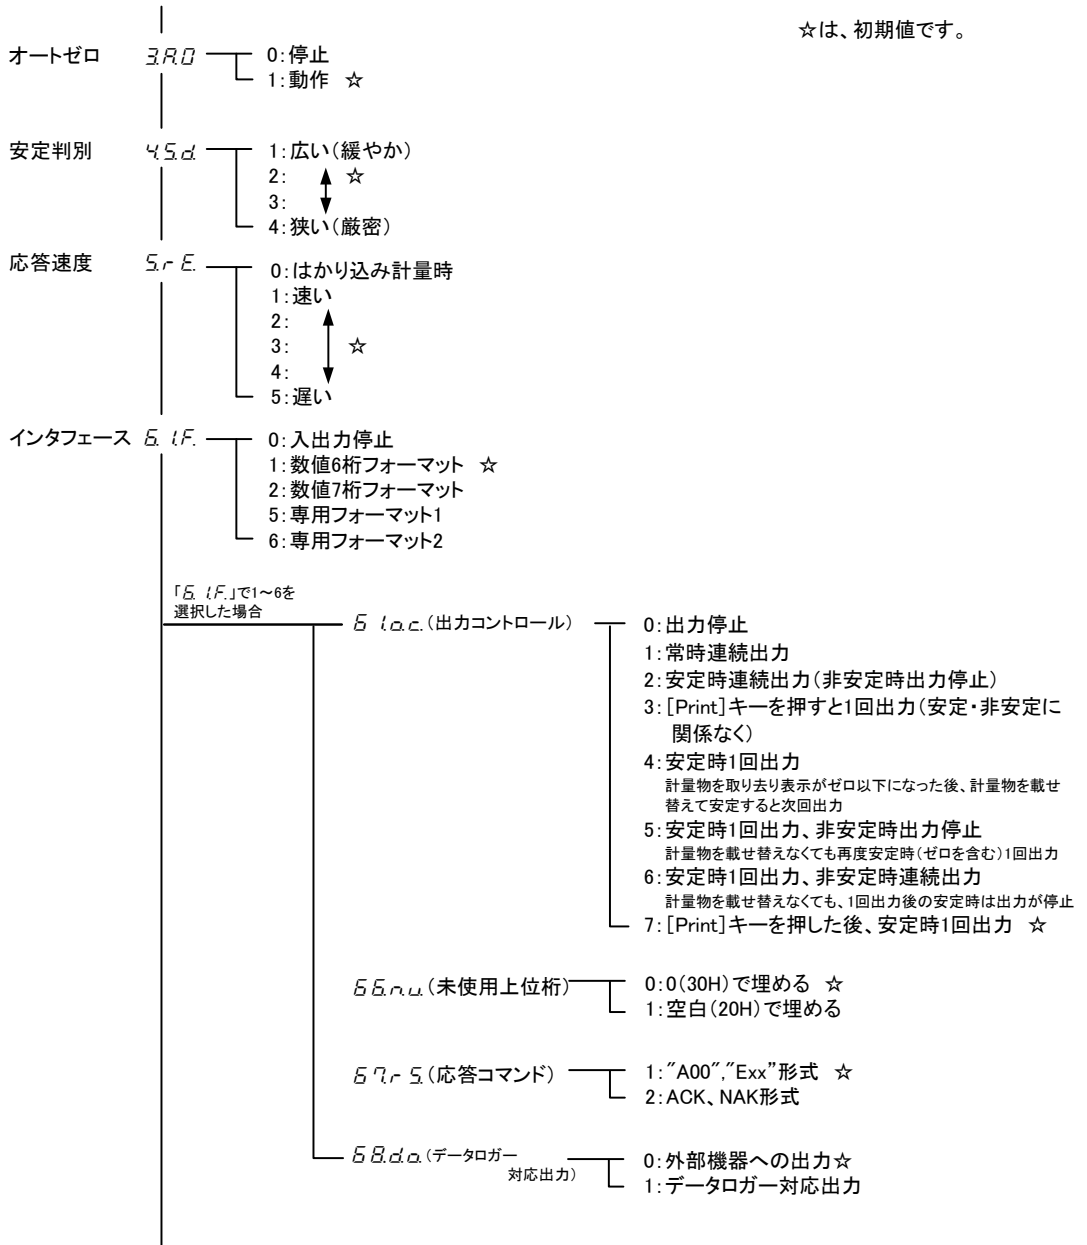 ☆は、初期値です。
オートゼロ 3.A.0 0:停止
1:動作 ☆
安定判別 4.S.d. 1:広い(緩やか)
2: ☆
3:
4:狭い(厳密)
応答速度 5.r E. 0:はかり込み計量時
1:速い
2:
3: ☆
4:
5:遅い
インタフェース 6. I.F. 0:入出力停止
1:数値6桁フォーマット ☆
2:数値7桁フォーマット
5:専用フォーマット1
6:専用フォーマット2
「6. I.F.」で1~6を
選択した場合
6 1.o.c.(出力コントロール) 0:出力停止
1:常時連続出力
2:安定時連続出力(非安定時出力停止)
3:[Print]キーを押すと1回出力(安定・非安定に
関係なく)
4:安定時1回出力
計量物を取り去り表示がゼロ以下になった後、計量物を載せ
替えて安定すると次回出力
5:安定時1回出力、非安定時出力停止
計量物を載せ替えなくても再度安定時(ゼロを含む)1回出力
6:安定時1回出力、非安定時連続出力
計量物を載せ替えなくても、1回出力後の安定時は出力が停止
7:[Print]キーを押した後、安定時1回出力 ☆
6 6.n.u.(未使用上位桁) 0:0(30H)で埋める ☆
1:空白(20H)で埋める
6 7.r S.(応答コマンド) 1:"A00","Exx"形式 ☆
2:ACK、NAK形式
6 8.d.o.(データロガー
対応出力) 0:外部機器への出力☆
1:データロガー対応出力